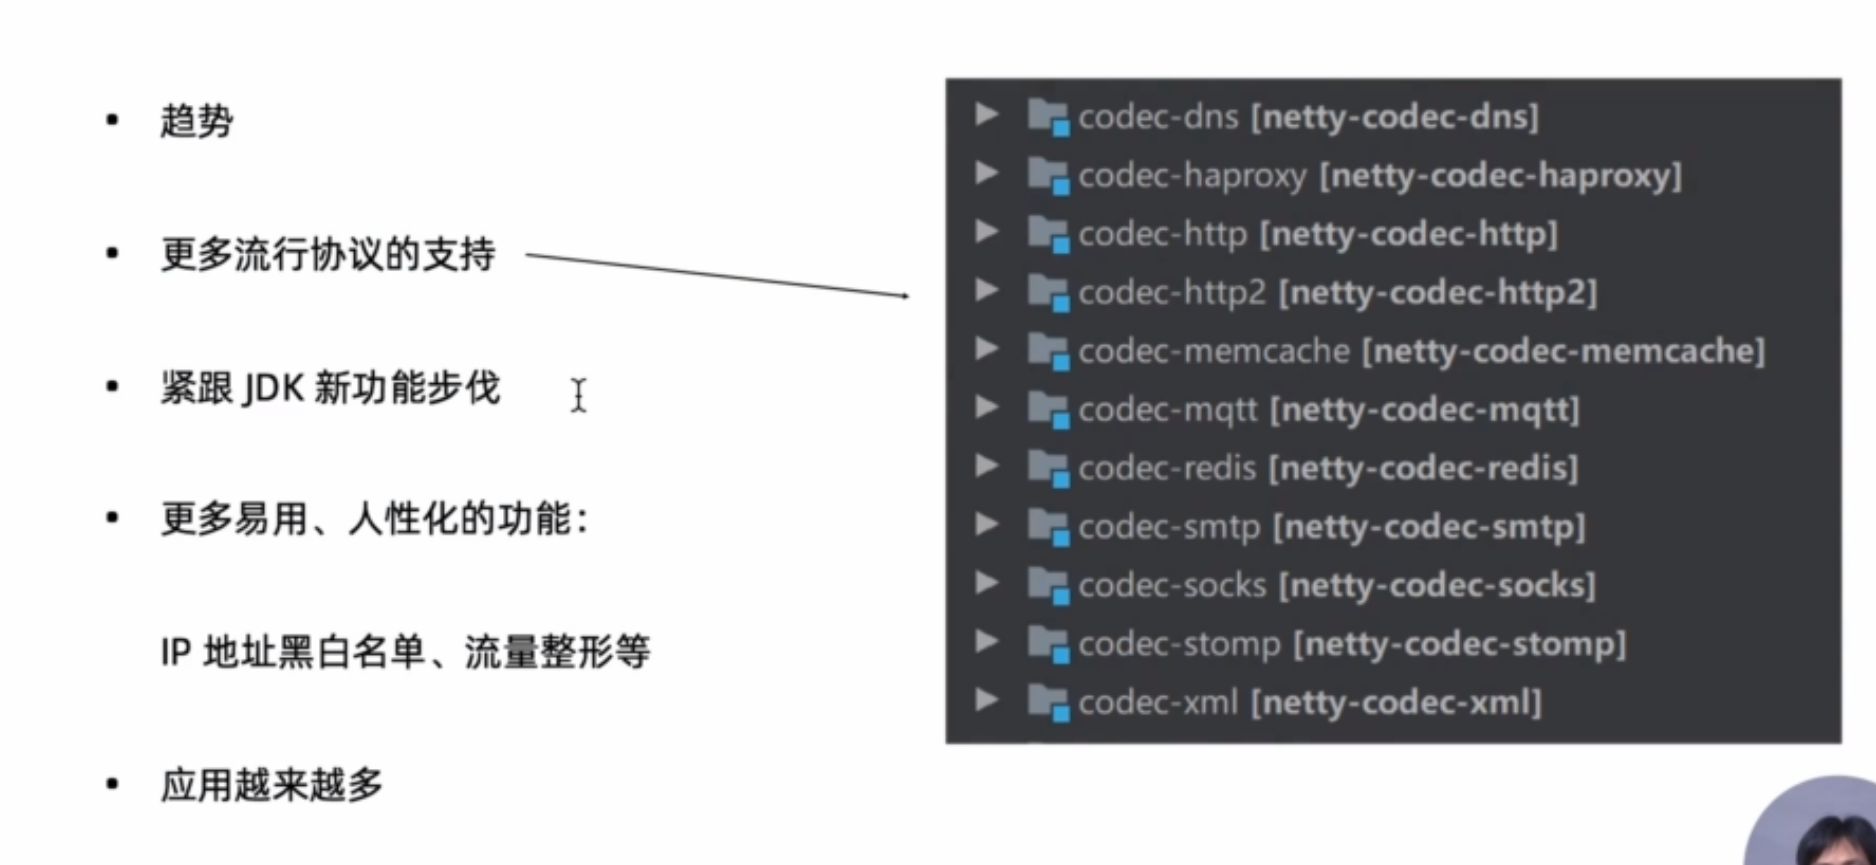 趋势
更多流行协议的支持
紧跟 JDK 新功能步伐
更多易用、人性化的功能：
IP 地址黑白名单、流量整形等
应用越来越多
codec-dns [netty-codec-dns]
codec-haproxy [netty-codec-haproxy]
codec-http [netty-codec-http]
codec-http2 [netty-codec-http2]
codec-memcache [netty-codec-memcache]
codec-mqtt [netty-codec-mqtt]
codec-redis [netty-codec-redis]
codec-smtp [netty-codec-smtp]
codec-socks [netty-codec-socks]
codec-stomp [netty-codec-stomp]
codec-xml [netty-codec-xml]